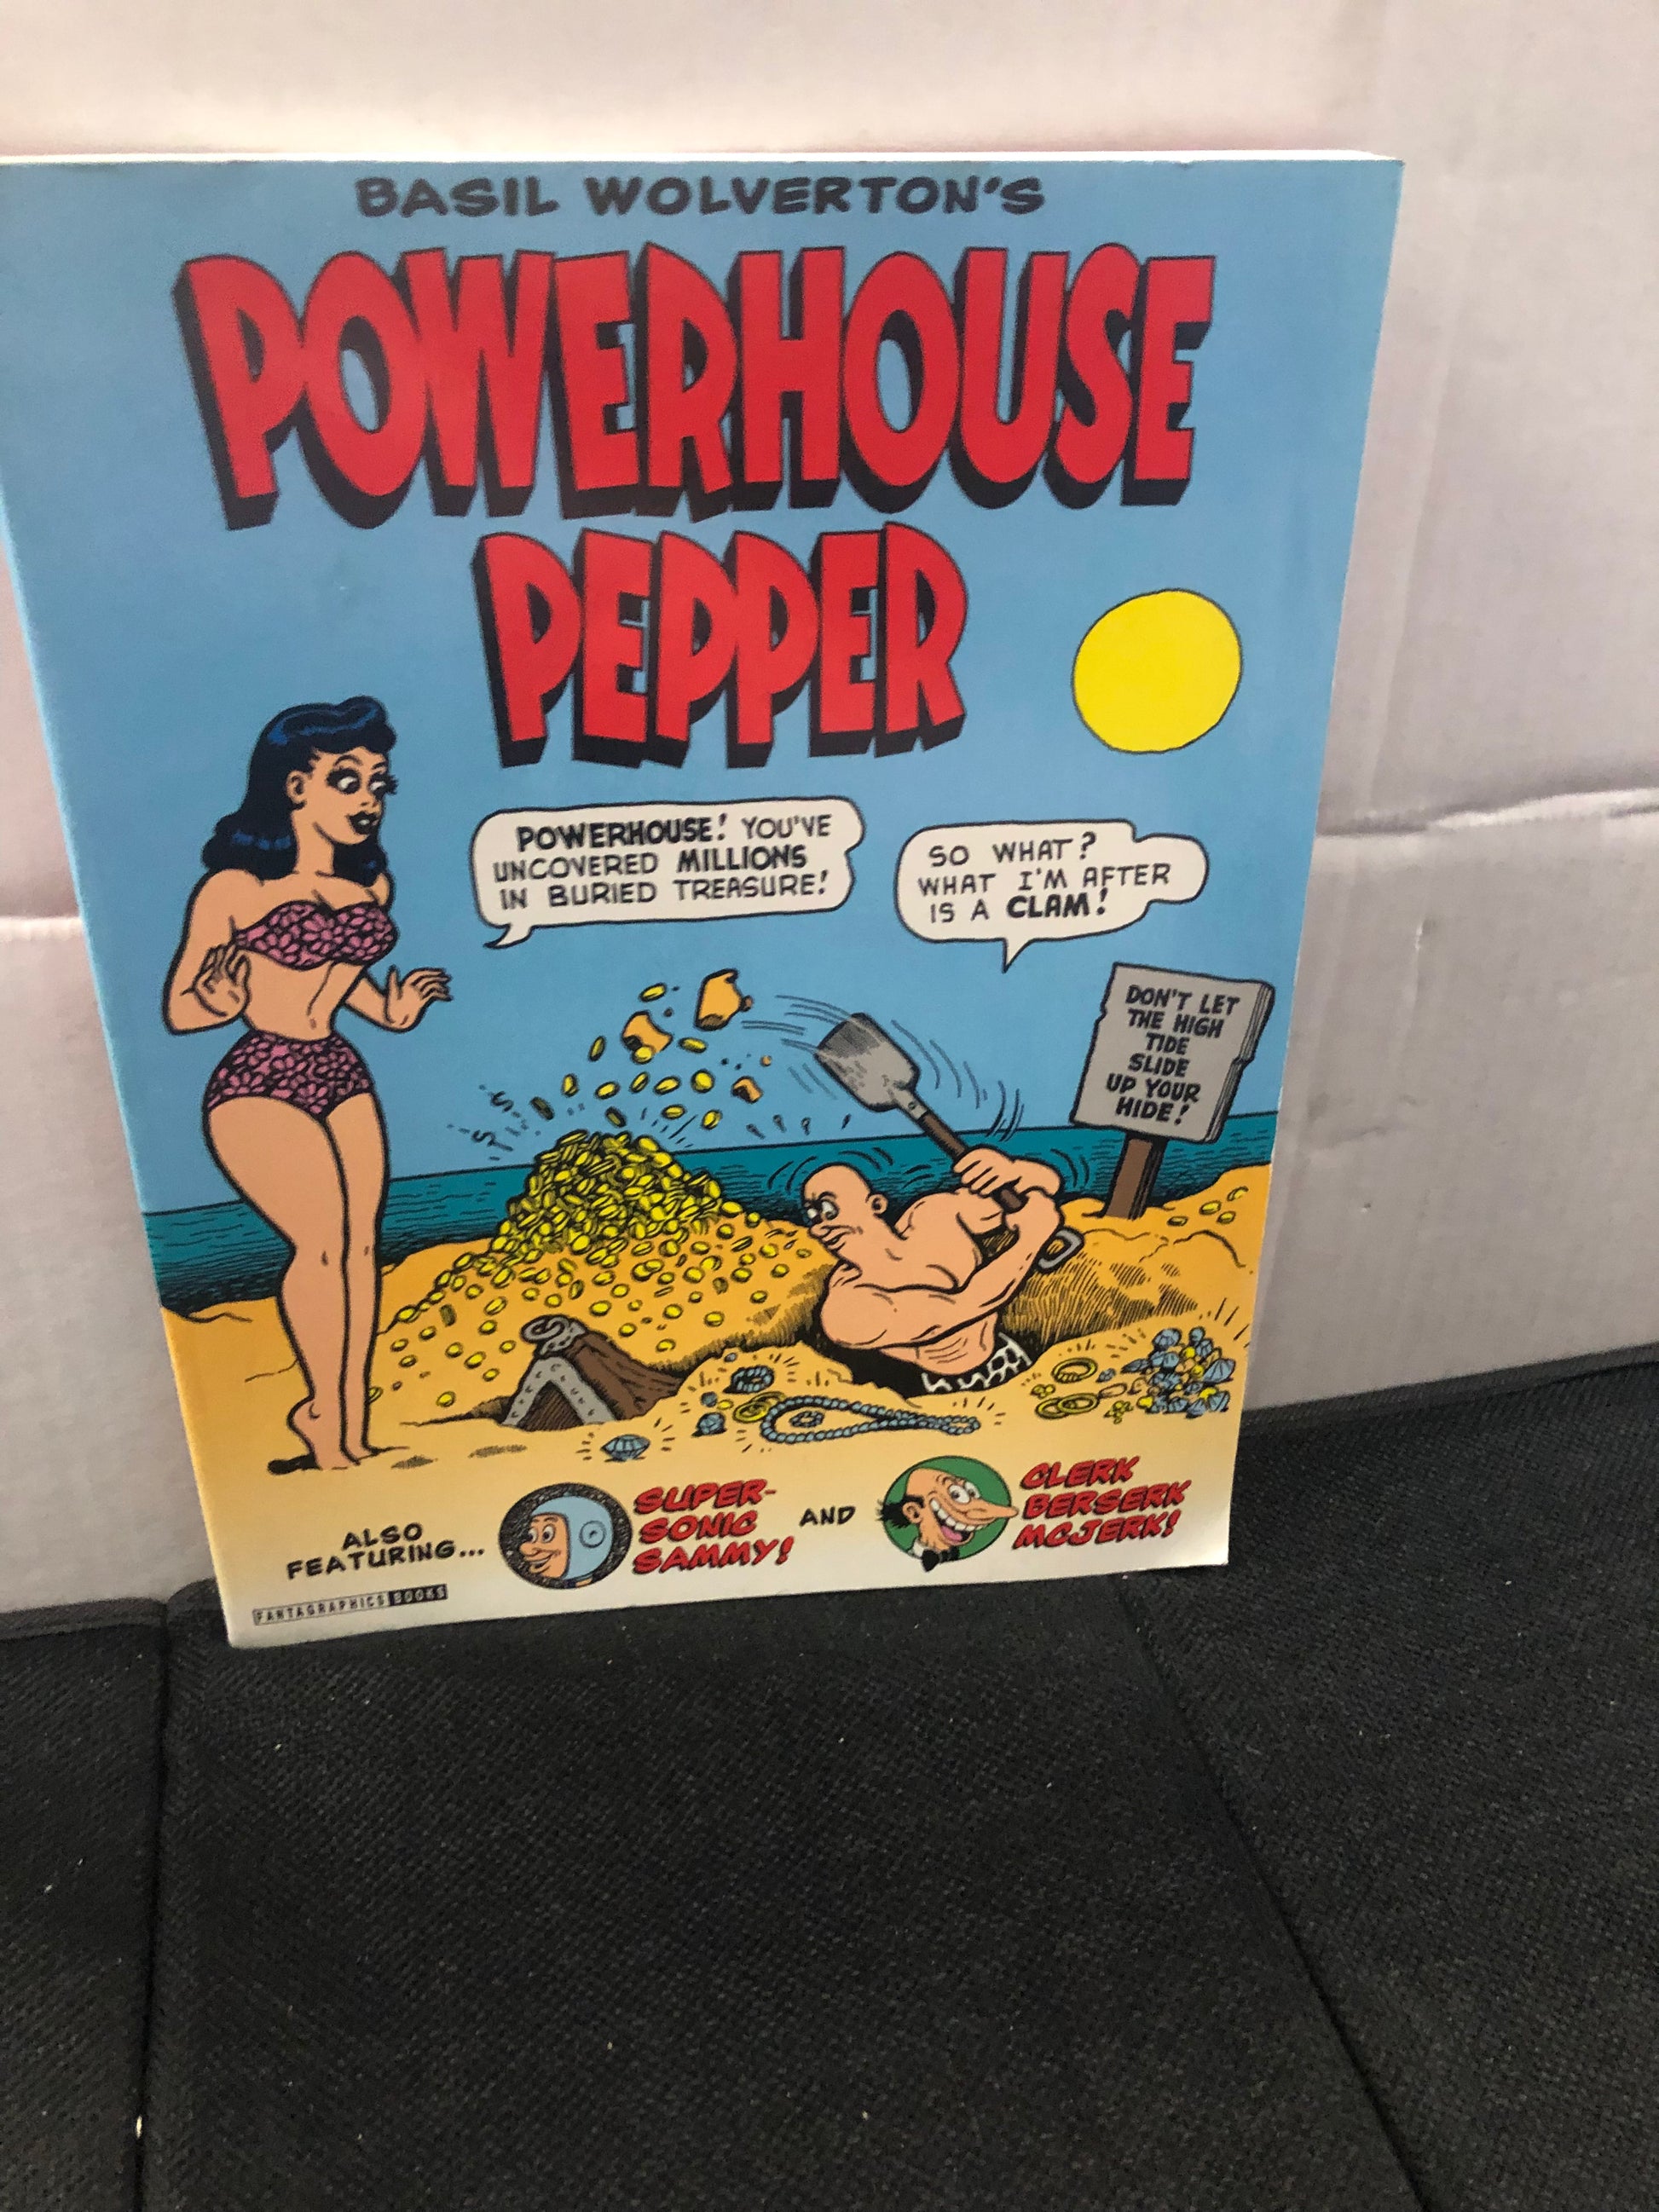 BASIL WOLVERTON'S
POWERHOUSE
PEPPER
POWERHOUSE! YOU'VE
UNCOVERED MILLIONS
IN BURIED TREASURE!
SO WHAT?
WHAT I'M AFTER
IS A CLAM!
DON'T LET
THE HIGH
TIDE
SLIDE
UP YOUR
HIDE!
ALSO
FEATURING...
SUPER-
SONIC
SAMMY!
AND
CLERK
BERSERK
MCJERK!
FANTAGRAPHICS BOOKS